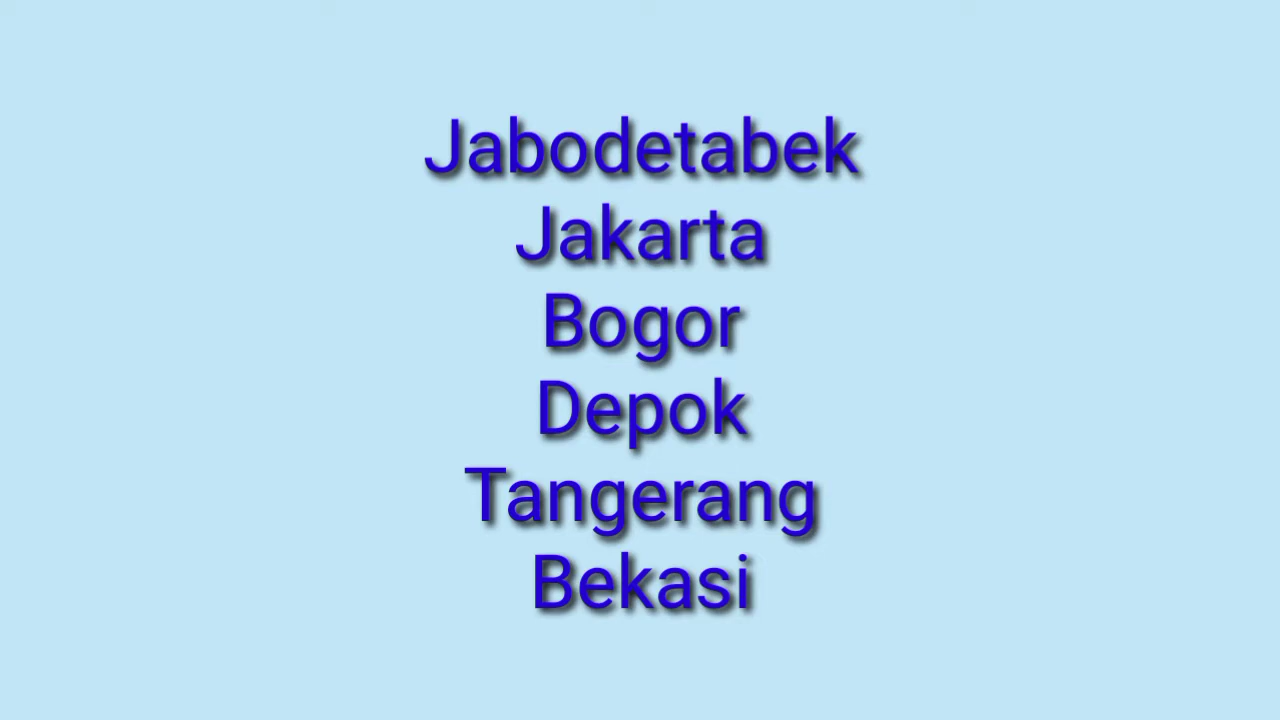 Jabodetabek
Jakarta
Bogor
Depok
Tangerang
Bekasi